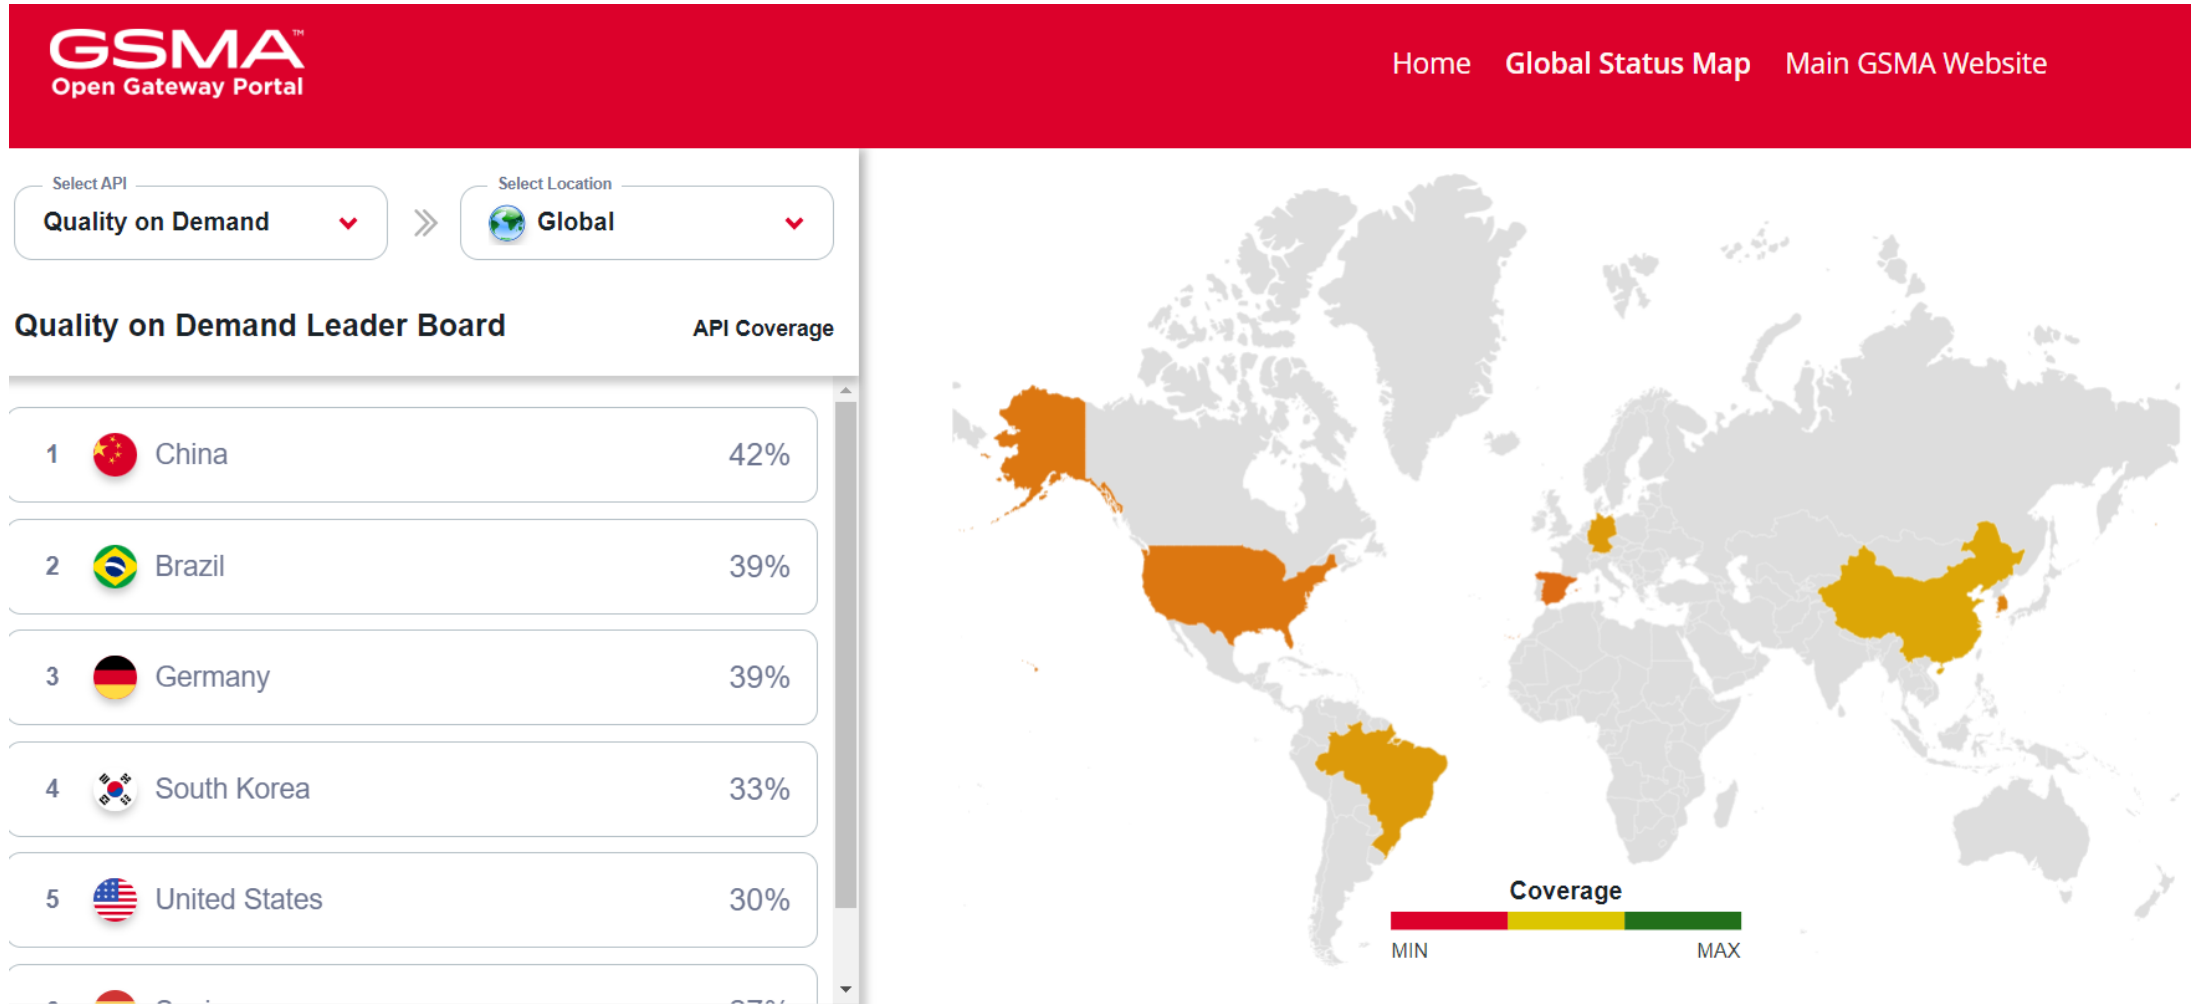 GSMA™
Open Gateway Portal
Home Global Status Map Main GSMA Website
Select API
Quality on Demand
Select Location
Global
Quality on Demand Leader Board API Coverage
1 China 42%
2 Brazil 39%
3 Germany 39%
4 South Korea 33%
5 United States 30%
Coverage
MIN MAX